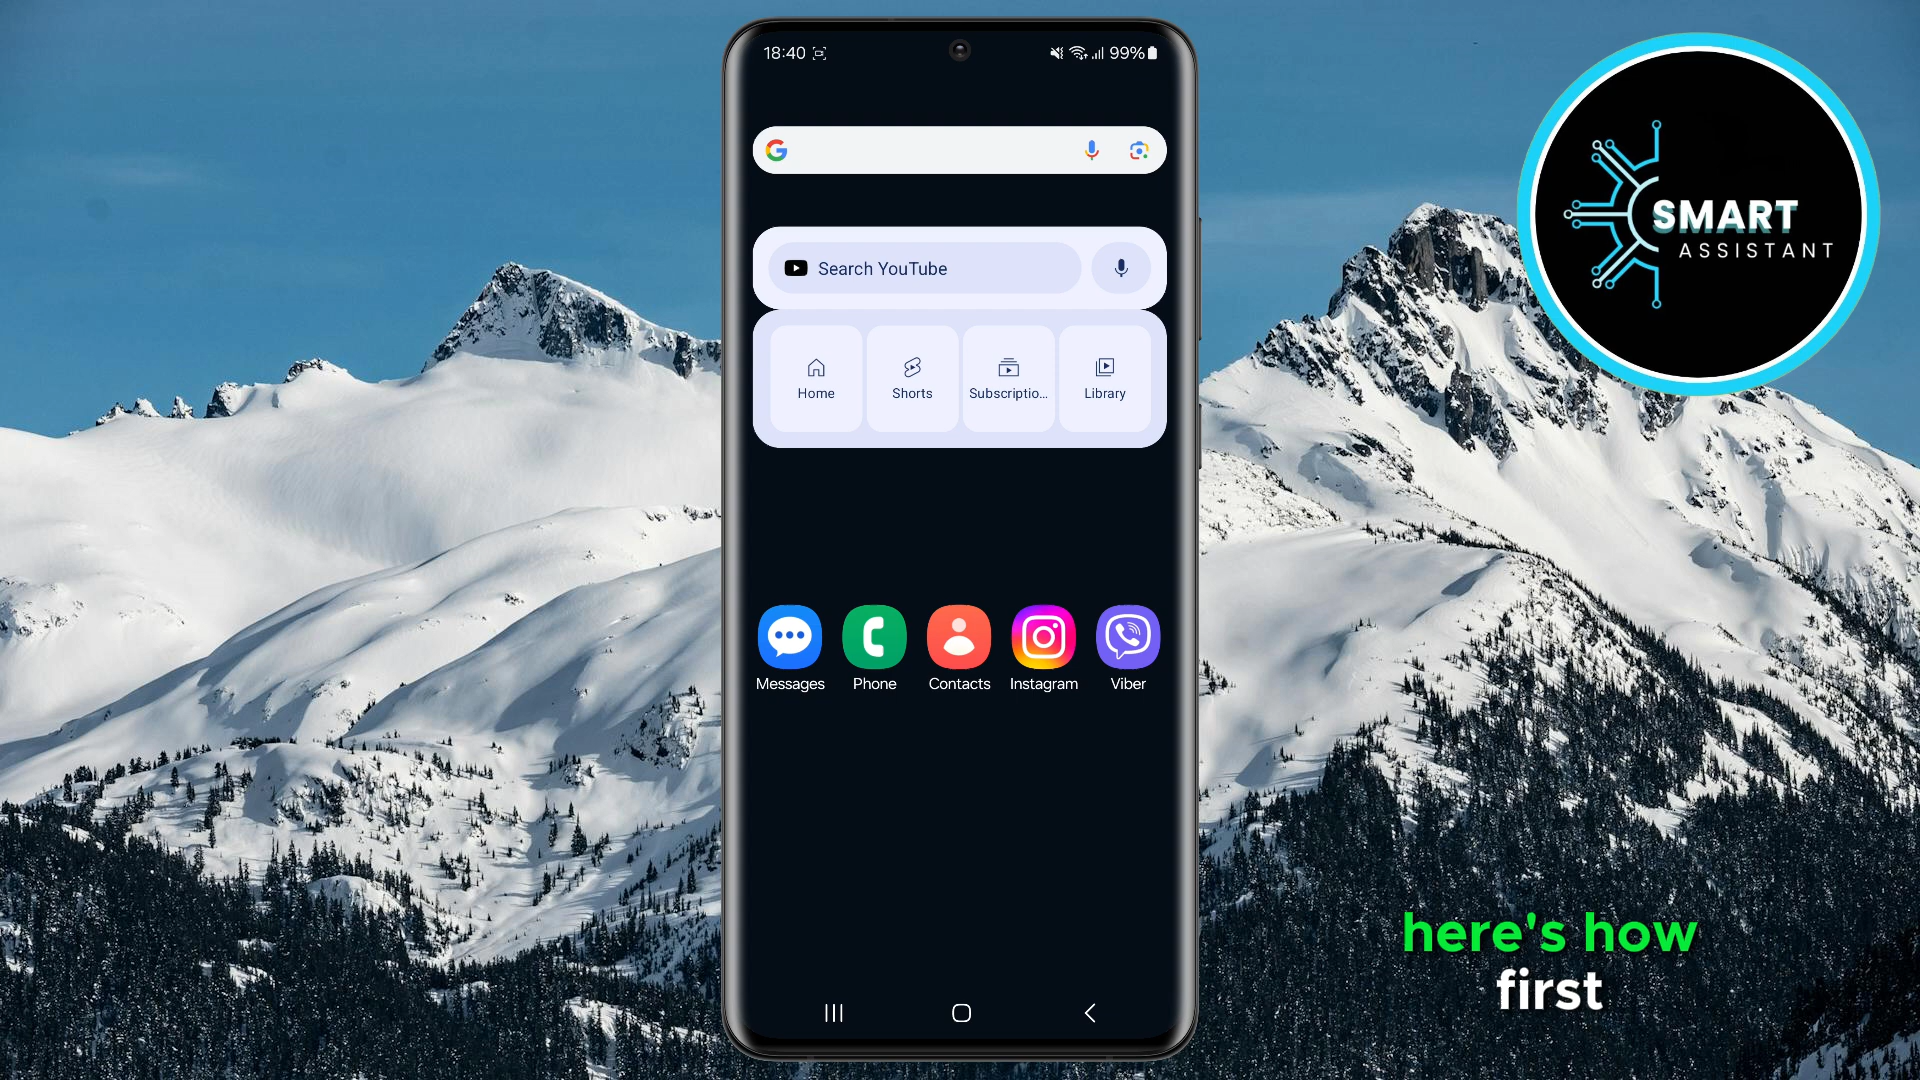 18:40
99%
Search YouTube
Home
Shorts
Subscriptio...
Library
Messages
Phone
Contacts
Instagram
Viber
SMART
ASSISTANT
here's how
first